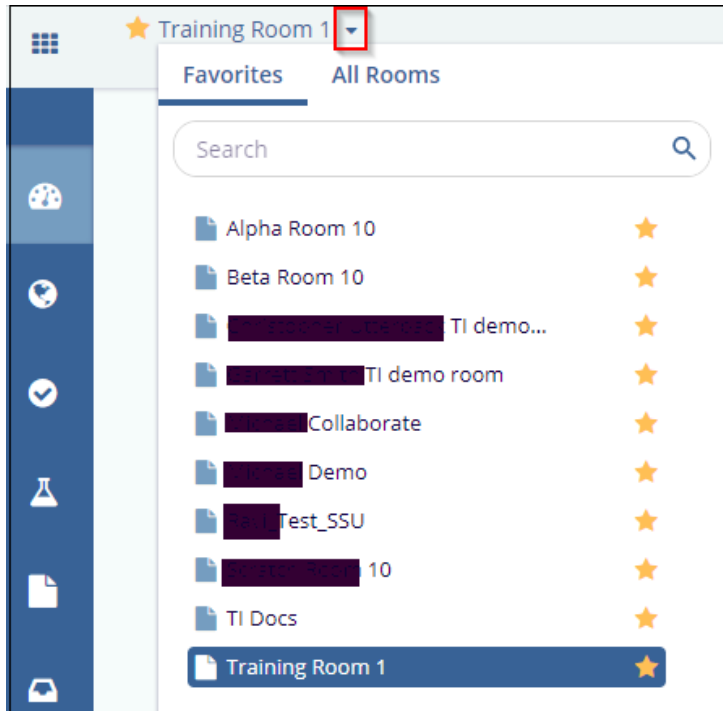 Training Room 1
Favorites All Rooms
Search
Alpha Room 10
Beta Room 10
TI demo...
TI demo room
Collaborate
Demo
Test_SSU
10
TI Docs
Training Room 1